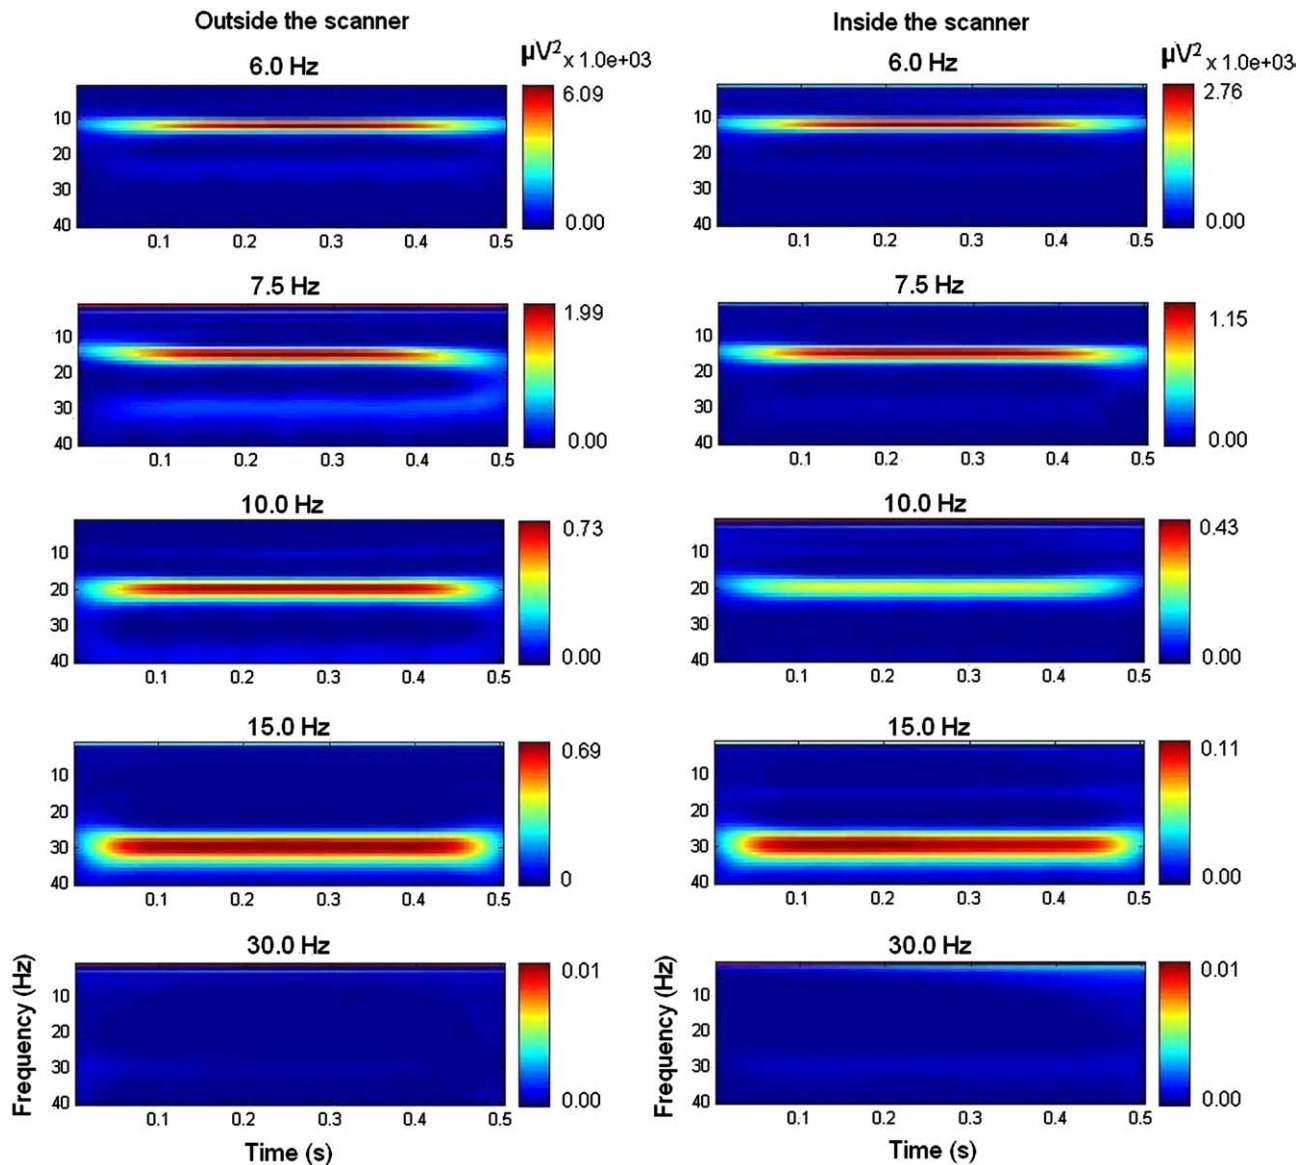 Outside the scanner
6.0 Hz
µV² x 1.0e+03
6.09
0.00
10
20
30
40
0.1 0.2 0.3 0.4 0.5
7.5 Hz
1.99
0.00
10
20
30
40
0.1 0.2 0.3 0.4 0.5
10.0 Hz
0.73
0.00
10
20
30
40
0.1 0.2 0.3 0.4 0.5
15.0 Hz
0.69
0
10
20
30
40
0.1 0.2 0.3 0.4 0.5
30.0 Hz
0.01
0.00
Frequency (Hz)
10
20
30
40
0.1 0.2 0.3 0.4 0.5
Time (s)
Inside the scanner
6.0 Hz
µV² x 1.0e+03
2.76
0.00
10
20
30
40
0.1 0.2 0.3 0.4 0.5
7.5 Hz
1.15
0.00
10
20
30
40
0.1 0.2 0.3 0.4 0.5
10.0 Hz
0.43
0.00
10
20
30
40
0.1 0.2 0.3 0.4 0.5
15.0 Hz
0.11
0.00
10
20
30
40
0.1 0.2 0.3 0.4 0.5
30.0 Hz
0.01
0.00
Frequency (Hz)
10
20
30
40
0.1 0.2 0.3 0.4 0.5
Time (s)